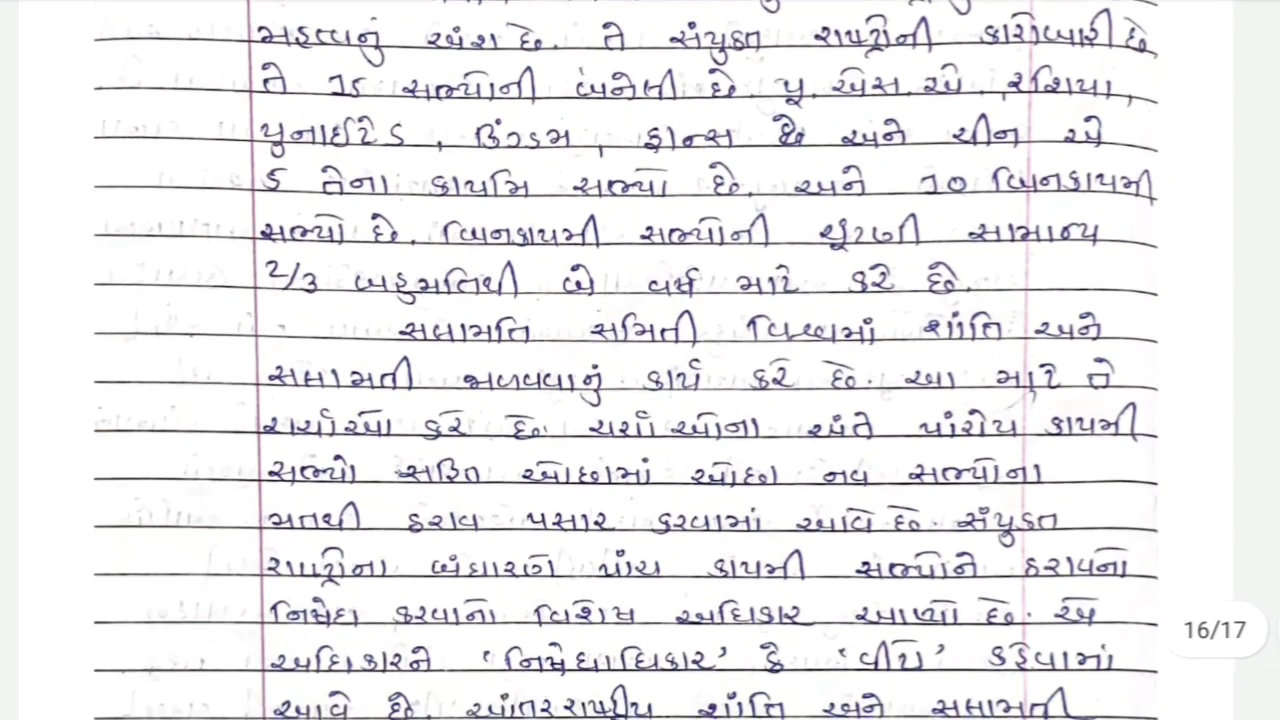 મહત્વનું અંગ છે. તે સંયુક્ત રાષ્ટ્રોની કારોબારી છે
તે 15 સભ્યોની બનેલી છે. યુ. એસ. એ. , રશિયા ,
યુનાઈટેડ , કિંગ્ડમ , ફ્રાન્સ અને ચીન એ
5 તેના કાયમિ સભ્યો છે. અને 10 બિનકાયમી
સભ્યો છે. બિનકાયમી સભ્યોની ચૂંટણી સામાન્ય
2/3 બહુમતિથી બે વર્ષ માટે કરે છે
સલામતિ સમિતી વિશ્વમાં શાંતિ અને
સલામતી જાળવવાનું કાર્ય કરે છે. આ માટે તે
ચર્ચાઓ કરે છે. ચર્ચાઓના અંતે પાંચેય કાયમી
સભ્યો સહિત ઓછામાં ઓછા નવ સભ્યોના
મતથી ઠરાવ પસાર કરવામાં આવે છે. સંયુક્ત
રાષ્ટ્રોના બંધારણે પાંચ કાયમી સભ્યોને ઠરાવના
નિષેધ કરવાનો વિશેષ અધિકાર આપ્યો છે. એ
અધિકારને 'નિષેધાધિકાર' કે 'વીટો' કહેવામાં
આવે છે. આંતરરાષ્ટ્રીય શાંતિ અને સલામતી
16/17